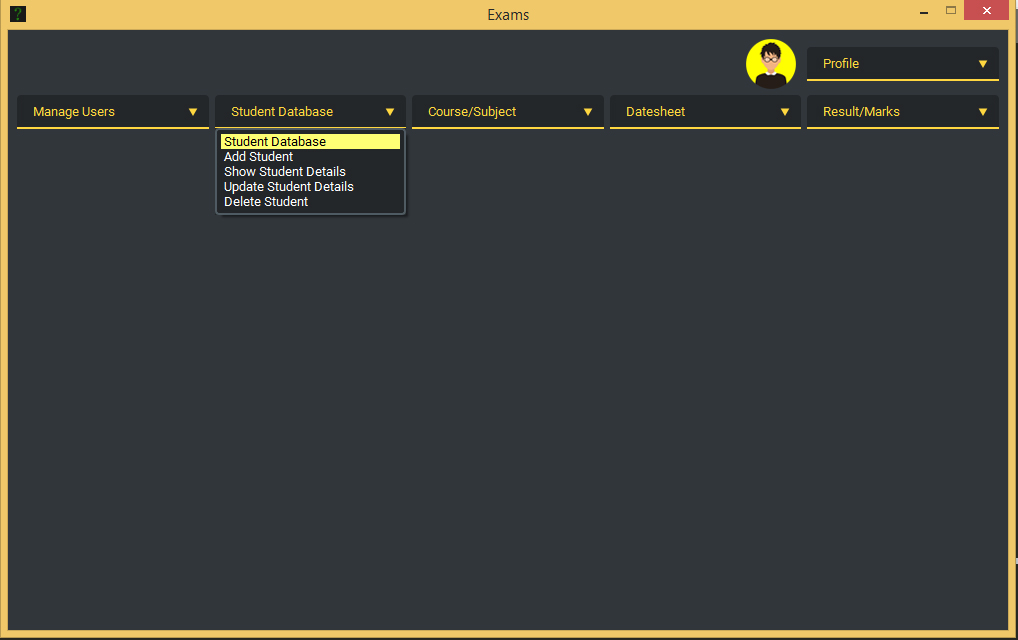 Exams
Profile
Manage Users
Student Database
Course/Subject
Datesheet
Result/Marks
Student Database
Add Student
Show Student Details
Update Student Details
Delete Student